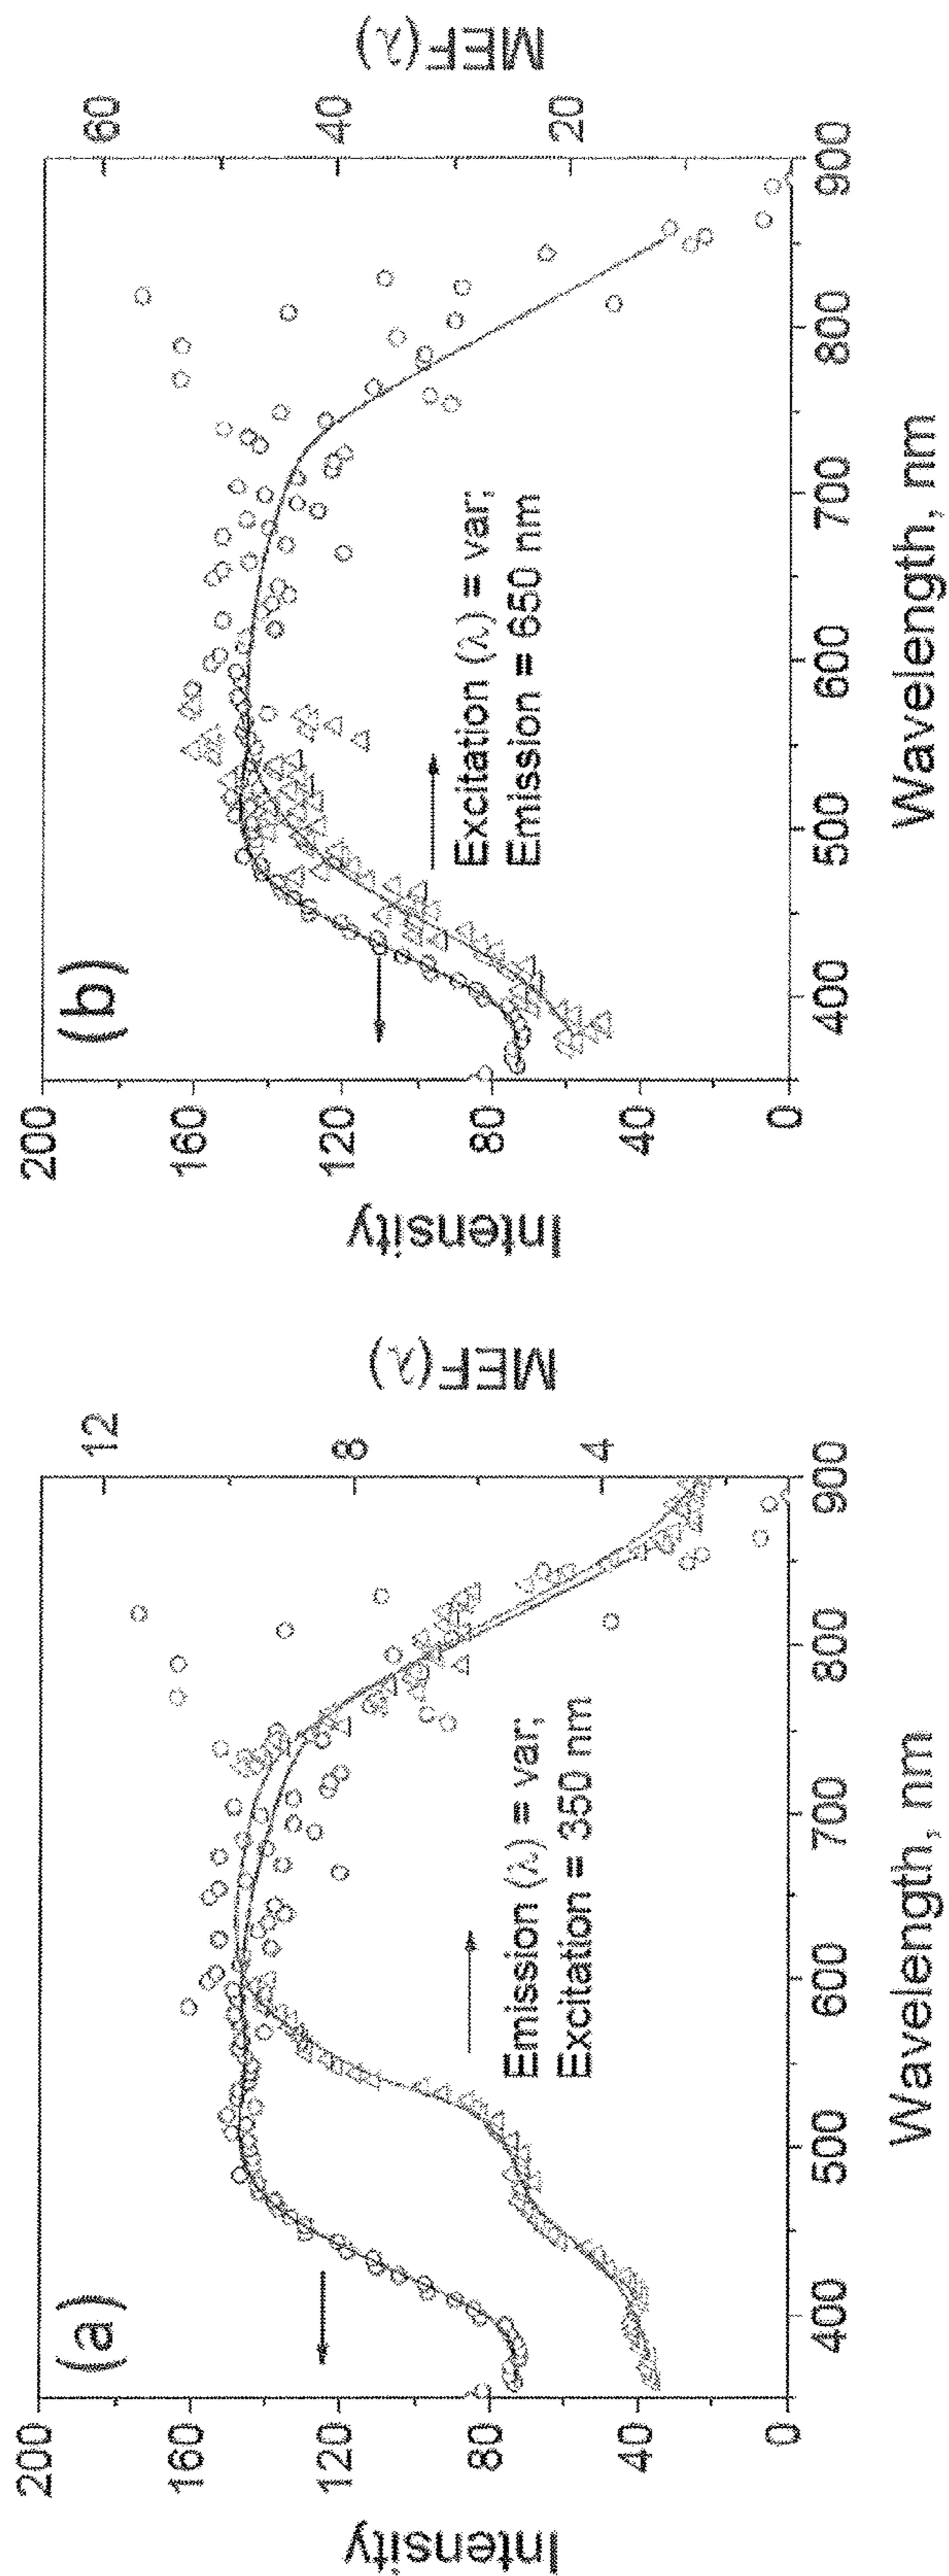 (a)
Intensity
200
160
120
80
40
0
400
500
600
700
800
900
Wavelength, nm
12
8
4
MEF(λ)
Emission (λ) = var;
Excitation = 350 nm
(b)
Intensity
200
160
120
80
40
0
400
500
600
700
800
900
Wavelength, nm
60
40
20
MEF(λ)
Excitation (λ) = var;
Emission = 650 nm